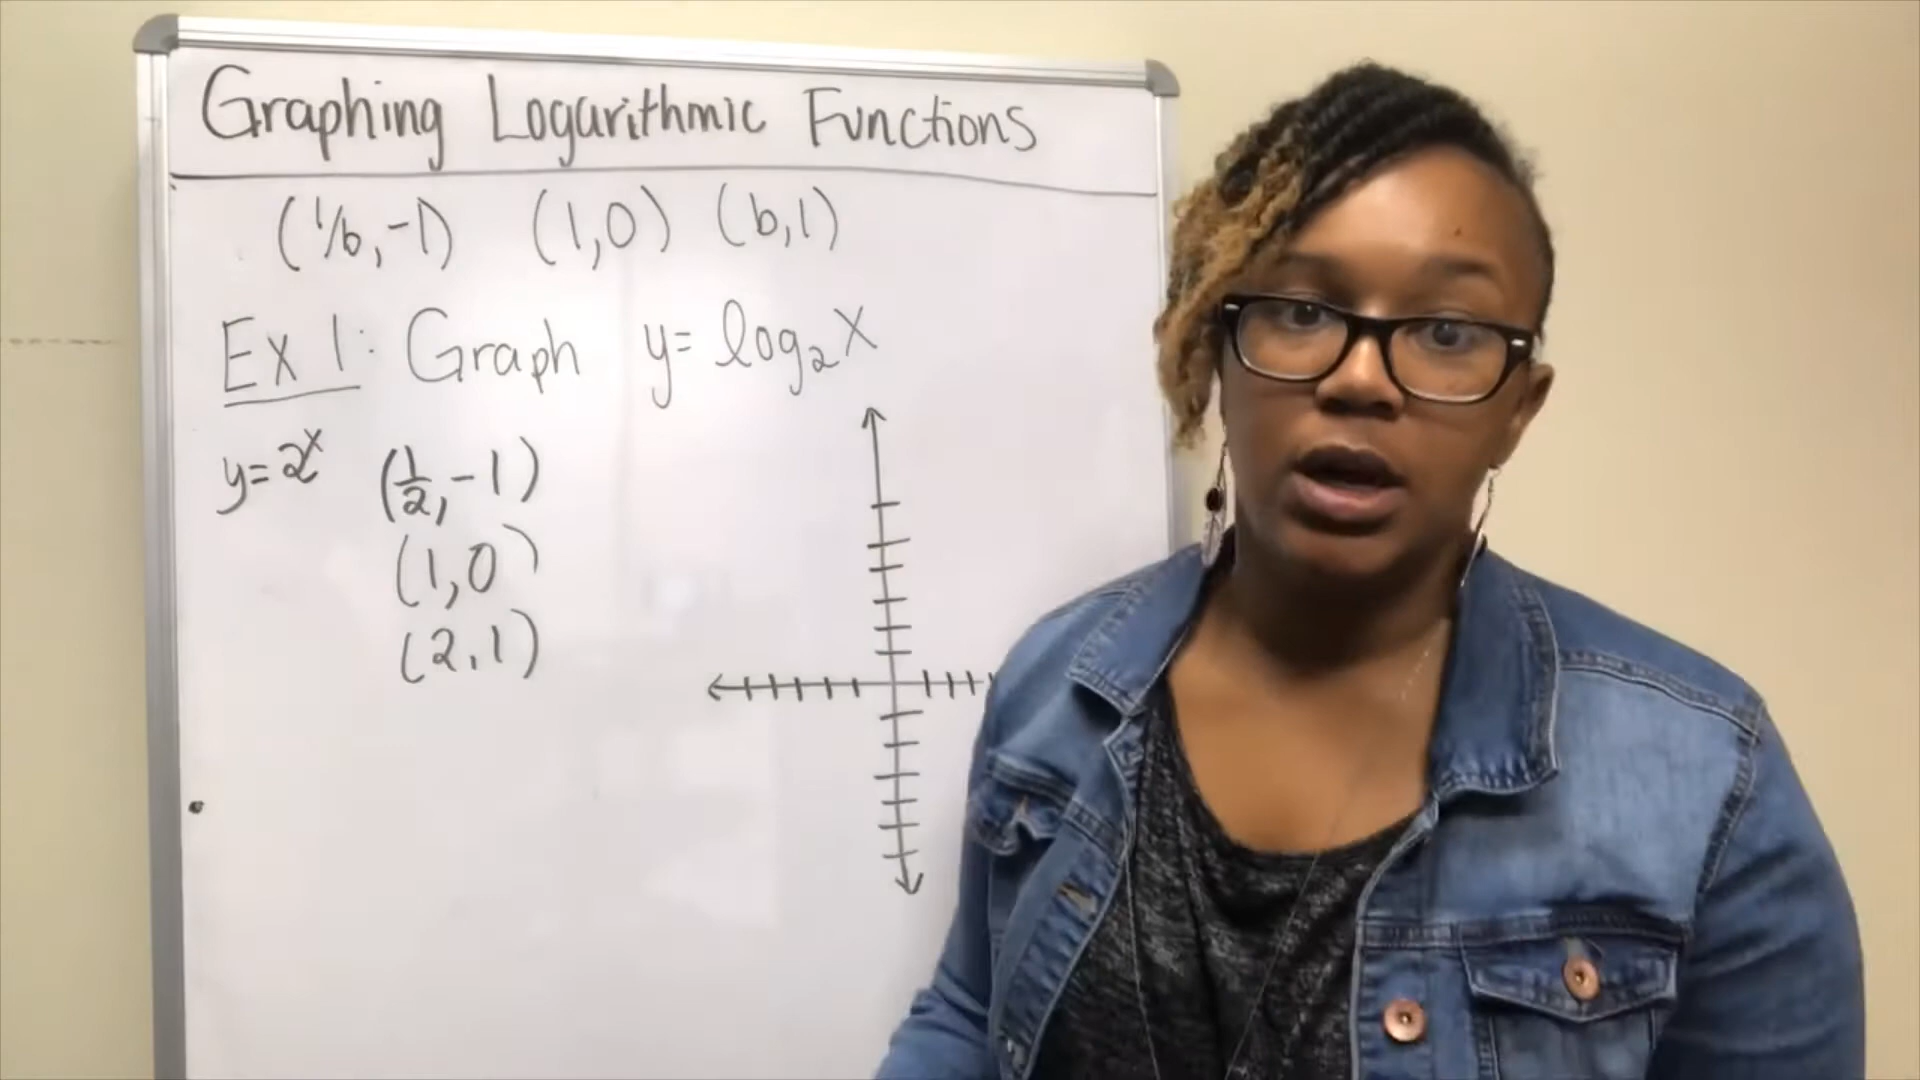 Graphing Logarithmic Functions
(1/b,-1) (1,0) (b,1)
Ex 1: Graph y=log₂X
y=2ˣ (1/2,-1)
(1,0)
(2,1)